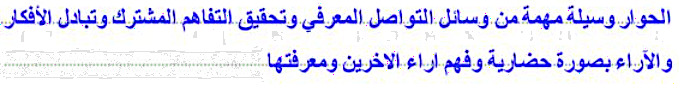 الحوار وسيلة مهمة من وسائل التواصل المعرفي وتحقيق التفاهم المشترك وتبادل الأفكار
والآراء بصورة حضارية وفهم اراء الاخرين ومعرفتها